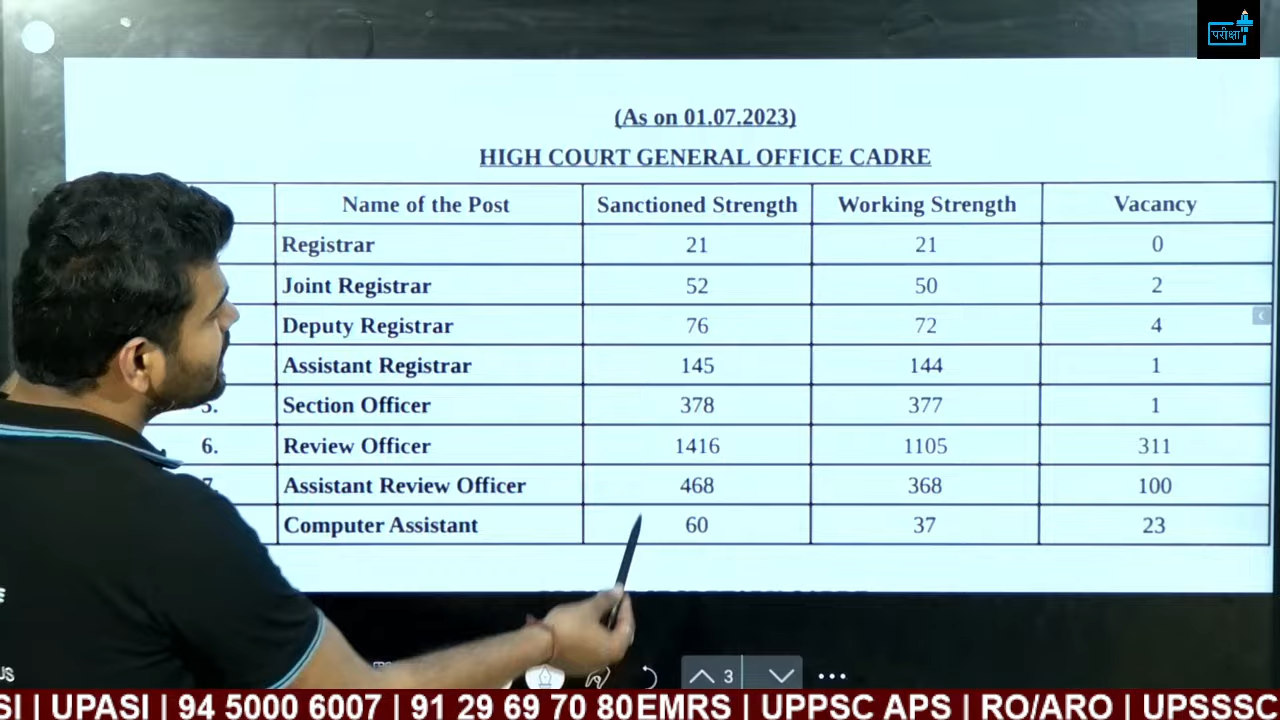 परीक्षा
(As on 01.07.2023)
HIGH COURT GENERAL OFFICE CADRE
Name of the Post Sanctioned Strength Working Strength Vacancy
Registrar 21 21 0
Joint Registrar 52 50 2
Deputy Registrar 76 72 4
Assistant Registrar 145 144 1
5. Section Officer 378 377 1
6. Review Officer 1416 1105 311
7. Assistant Review Officer 468 368 100
Computer Assistant 60 37 23
3
SI | UPASI | 94 5000 6007 | 91 29 69 70 80 EMRS | UPPSC APS | RO/ARO | UPSSSC